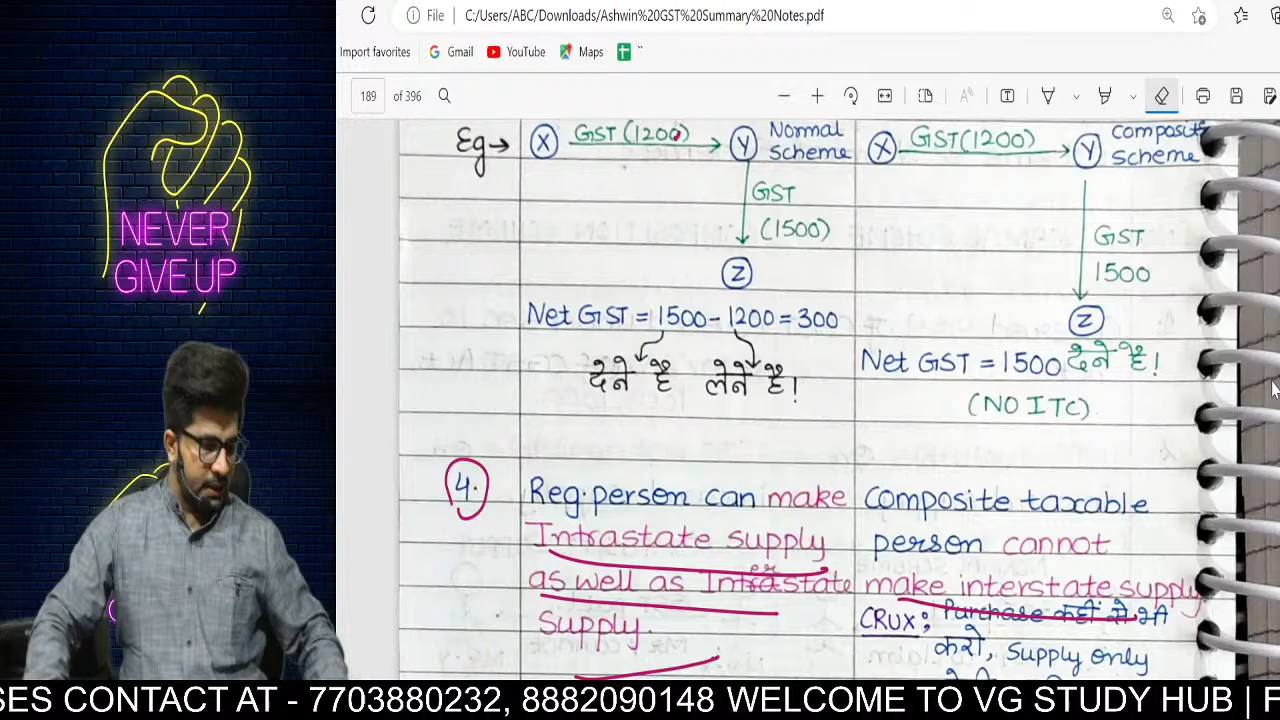 File C:/Users/ABC/Downloads/Ashwin%20GST%20Summary%20Notes.pdf
Import favorites Gmail YouTube Maps
189 of 396
NEVER
GIVE UP
Eg→ X GST(1200) Y Normal scheme
GST
(1500)
Z
Net GST = 1500 - 1200 = 300
देने है लेने है!
X GST(1200) Y Composite scheme
GST
1500
Z
Net GST = 1500 देने है!
(NO ITC)
4. Reg. person can make
Intrastate supply
as well as Interstate
Supply.
Composite taxable
person cannot
make interstate supply
CRUX: Purchase कहीं से भी
करो, Supply only
SES CONTACT AT - 7703880232, 8882090148 WELCOME TO VG STUDY HUB | F